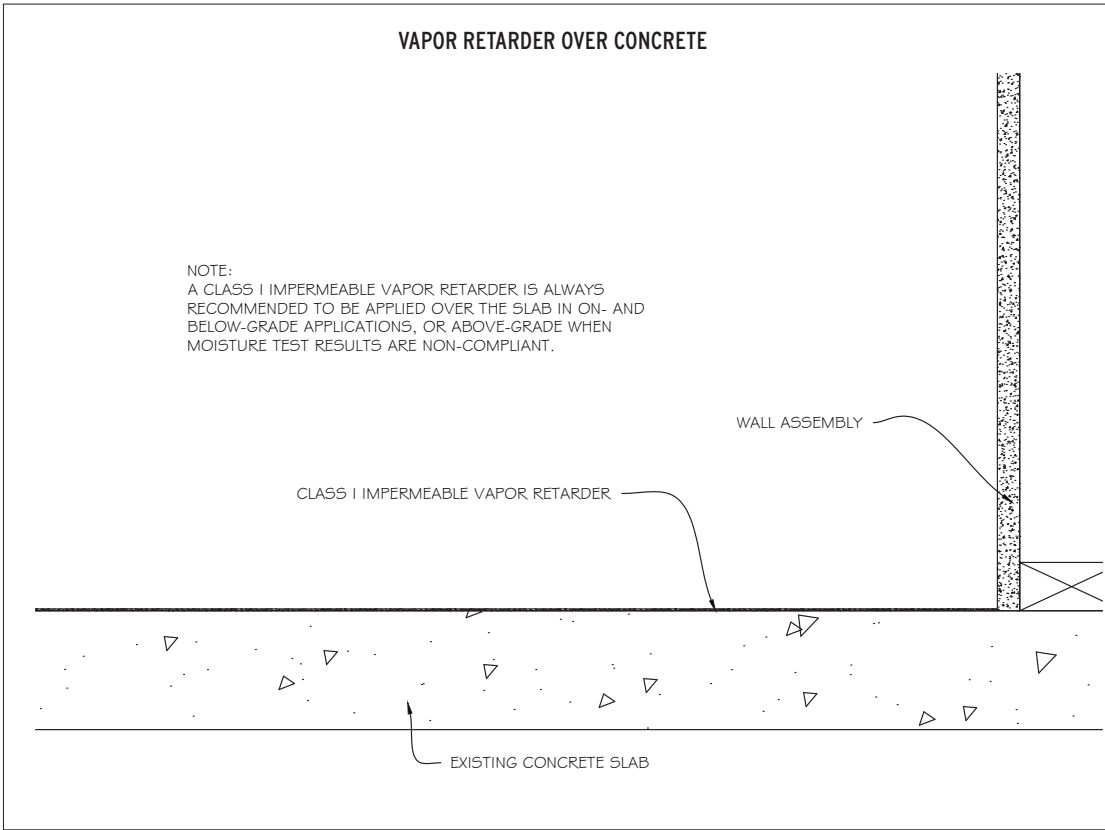 VAPOR RETARDER OVER CONCRETE
NOTE:
A CLASS I IMPERMEABLE VAPOR RETARDER IS ALWAYS
RECOMMENDED TO BE APPLIED OVER THE SLAB IN ON- AND
BELOW-GRADE APPLICATIONS, OR ABOVE-GRADE WHEN
MOISTURE TEST RESULTS ARE NON-COMPLIANT.
WALL ASSEMBLY
CLASS I IMPERMEABLE VAPOR RETARDER
EXISTING CONCRETE SLAB